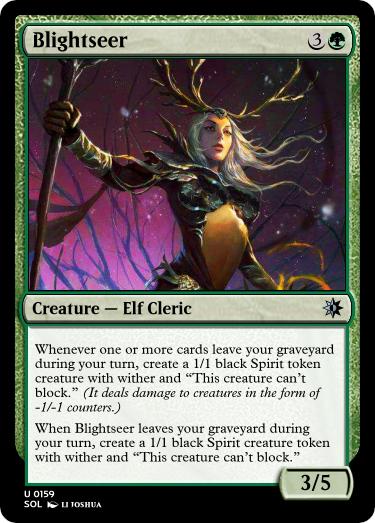 Blightseer
3
Creature — Elf Cleric
Whenever one or more cards leave your graveyard
during your turn, create a 1/1 black Spirit token
creature with wither and “This creature can't
block.” (It deals damage to creatures in the form of
-1/-1 counters.)
When Blightseer leaves your graveyard during
your turn, create a 1/1 black Spirit creature token
with wither and “This creature can't block.”
3/5
U 0159
SOL LI JOSHUA